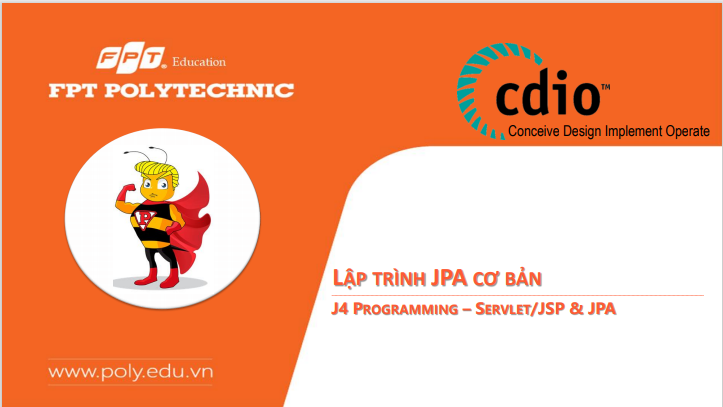 FPT Education
FPT POLYTECHNIC
cdio™
Conceive Design Implement Operate
P
LẬP TRÌNH JPA CƠ BẢN
J4 PROGRAMMING – SERVLET/JSP & JPA
www.poly.edu.vn